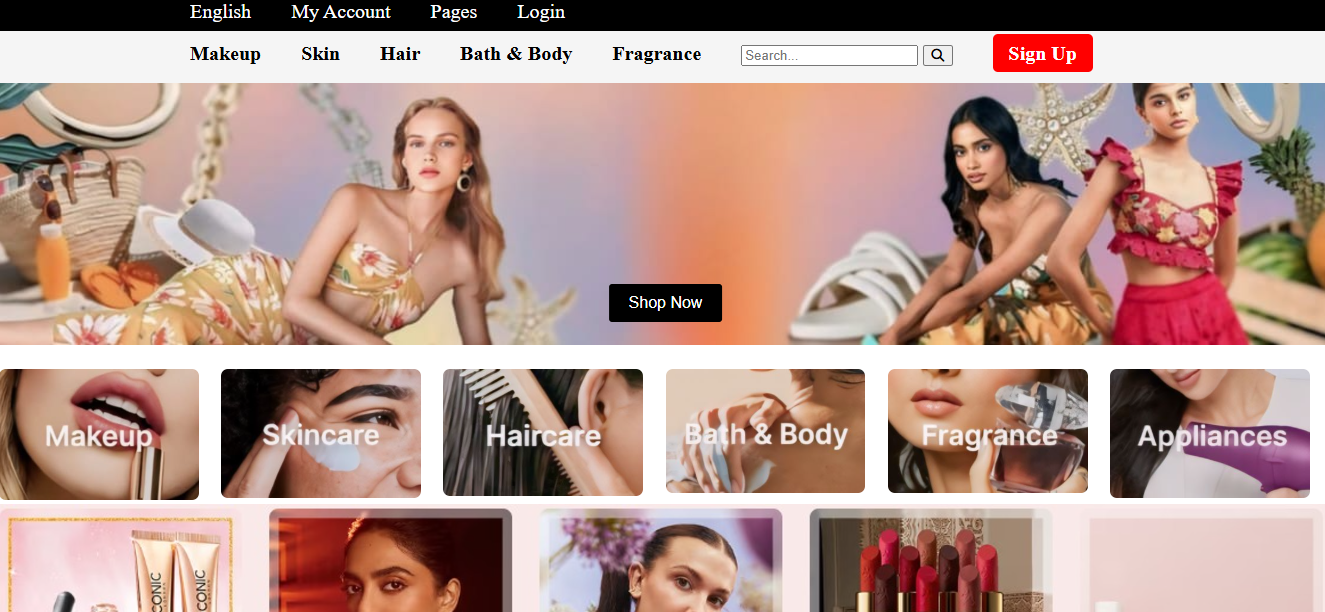 English My Account Pages Login
Makeup Skin Hair Bath & Body Fragrance Search... Sign Up
Shop Now
Makeup Skincare Haircare Bath & Body Fragrance Appliances
ICONIC
ICONIC